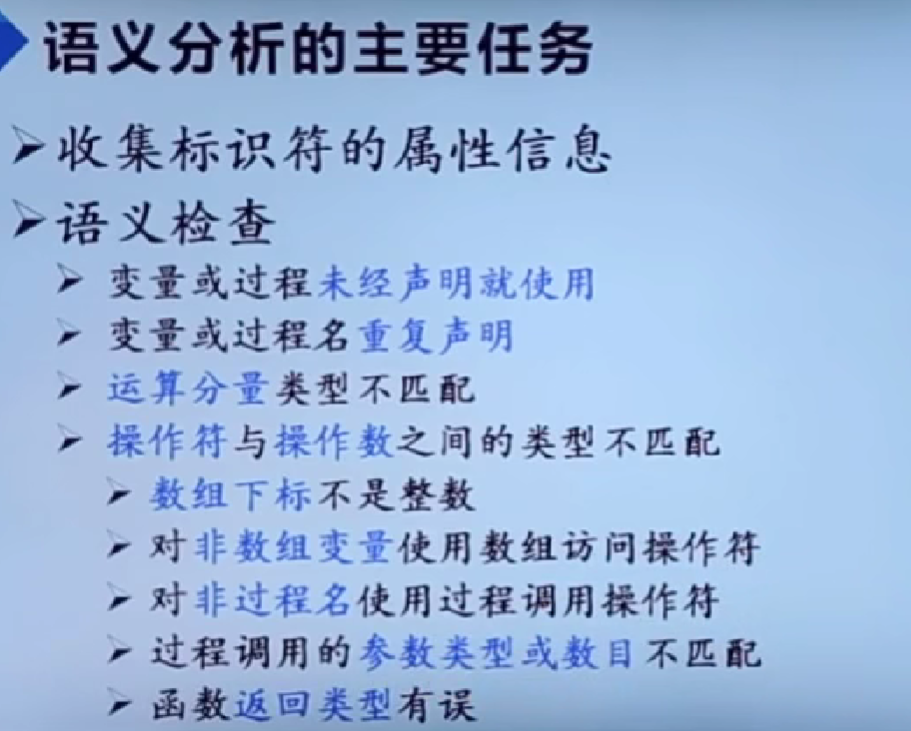 语义分析的主要任务
收集标识符的属性信息
语义检查
变量或过程未经声明就使用
变量或过程名重复声明
运算分量类型不匹配
操作符与操作数之间的类型不匹配
数组下标不是整数
对非数组变量使用数组访问操作符
对非过程名使用过程调用操作符
过程调用的参数类型或数目不匹配
函数返回类型有误